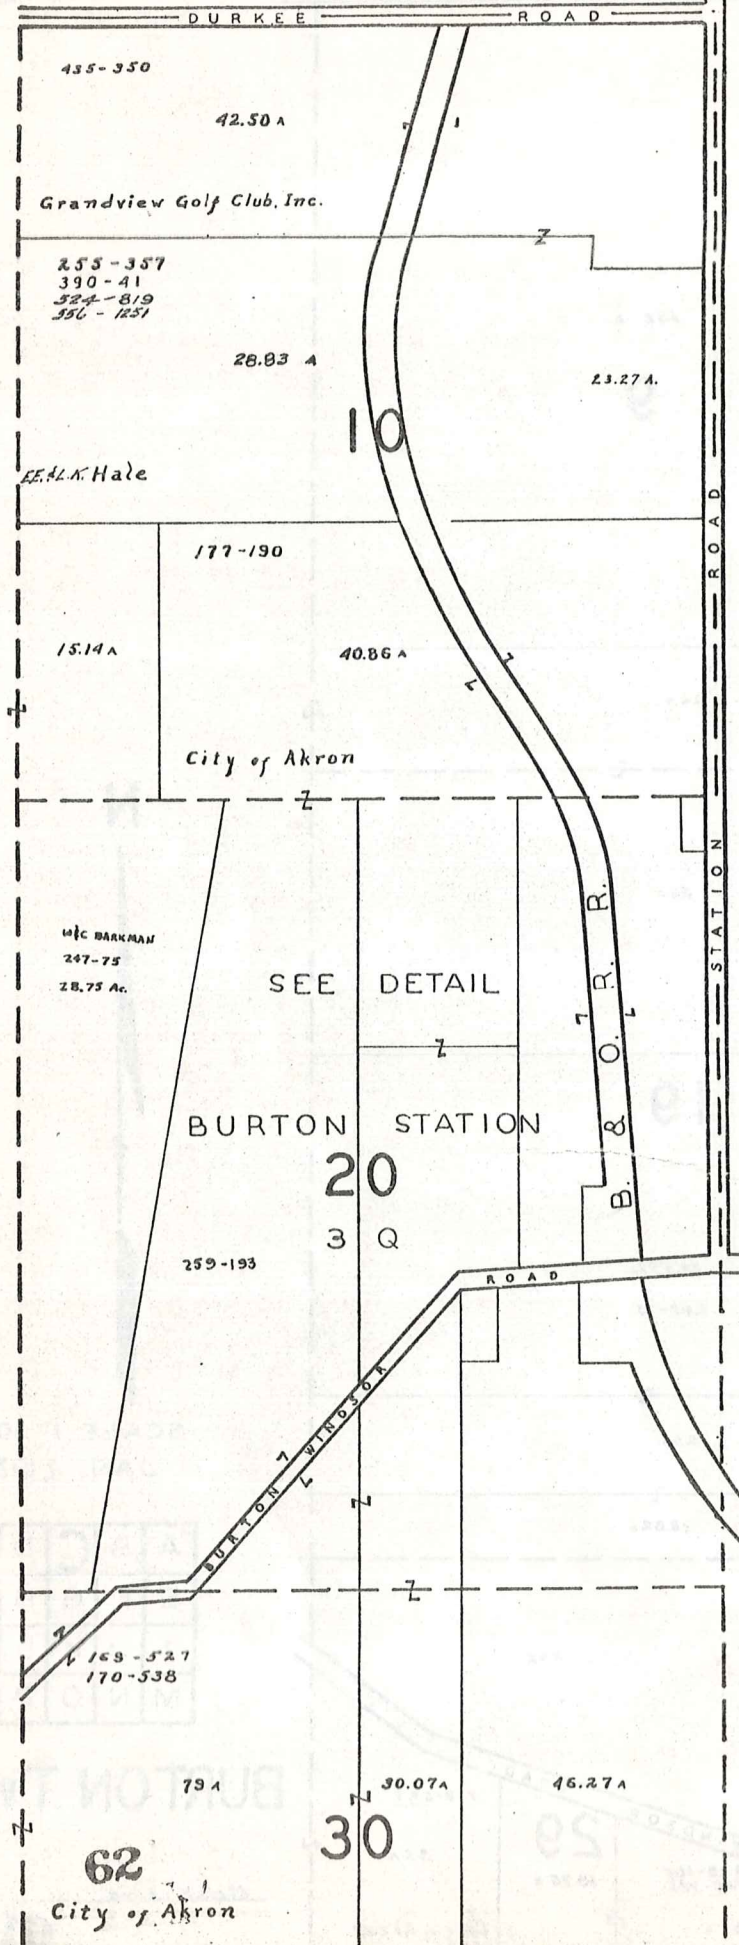 DURKEE ROAD
435-350
42.50 A
Grandview Golf Club, Inc.
255-357
390-41
524-819
556-1251
28.83 A
23.27 A.
10
E.E. & L.K. Hale
177-190
15.14 A
40.86 A
City of Akron
STATION ROAD
W&C BARKMAN
247-75
28.75 Ac.
SEE DETAIL
B. & O. R. R.
BURTON STATION
20
3 Q
259-193
BURTON WINDSOR ROAD
168-527
170-538
79 A
30.07 A
46.27 A
30
62
City of Akron